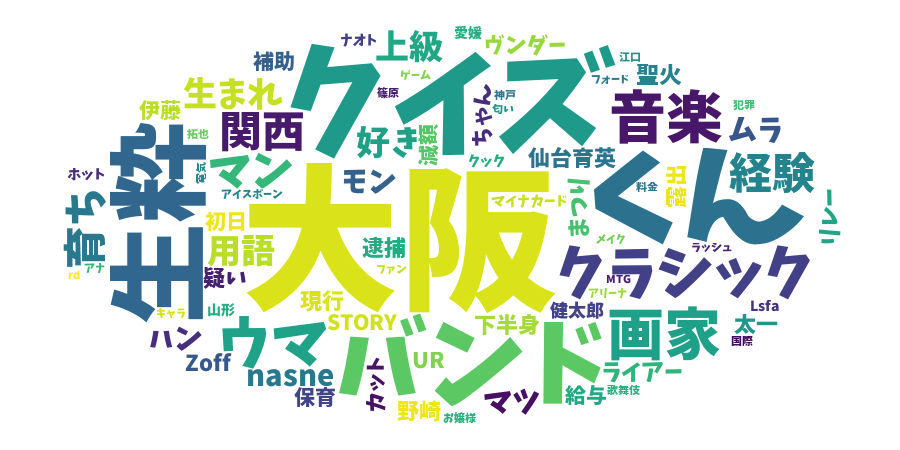 愛媛
ナオト
上級
ヴンダー
江口
補助
ゲーム
クイズ
フォード
聖火
生まれ
篠原
ちゃん
神戸
匂い
音楽
犯罪
伊藤
関西
好き
減額
ムラ
拓也
生粋
電気
マン
クック
仙台育英
経験
ホット
モン
アイスボーン
大阪
マイナカード
くん
料金
露出
育ち
初日
まつり
リレー
用語
逮捕
メイク
ラッシュ
アナ
rd
疑い
ファン
クラシック
MTG
アリーナ
キャラ
山形
現行
健太郎
Lsfa
STORY
下半身
画家
太一
ハン
ウマ
バンド
国際
Zoff
nasne
UR
ライアー
カット
保育
野崎
マツ
給与
歌舞伎
お嬢様